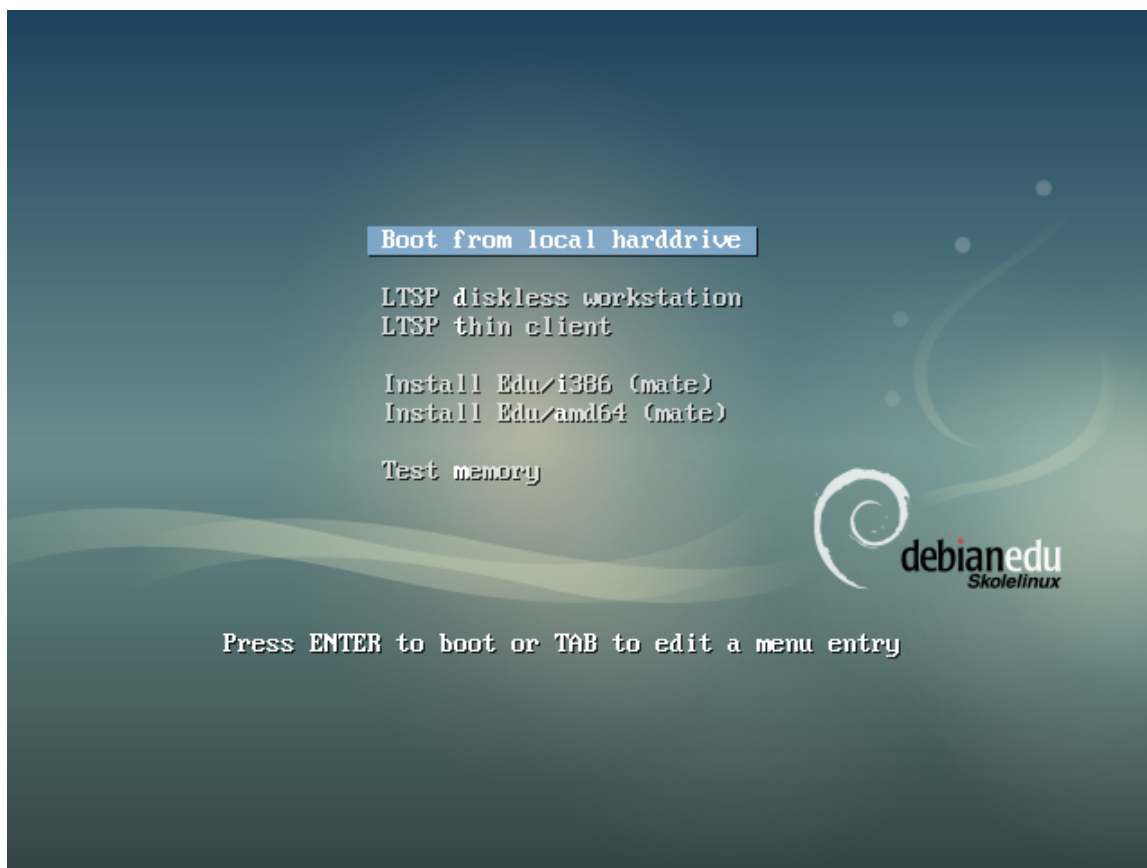 Boot from local harddrive
LTSP diskless workstation
LTSP thin client
Install Edu/i386 (mate)
Install Edu/amd64 (mate)
Test memory
debianedu
Skolelinux
Press ENTER to boot or TAB to edit a menu entry